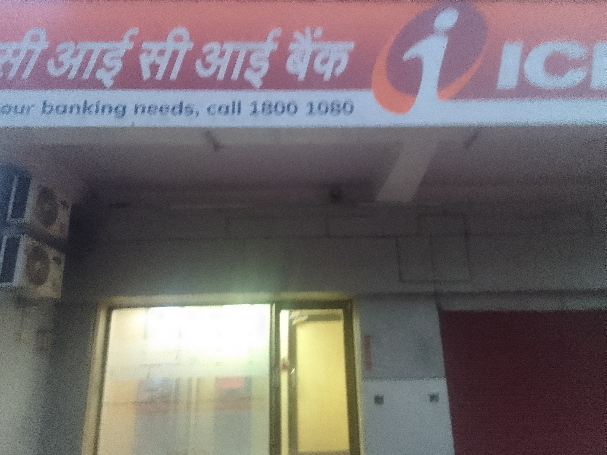 सी आई सी आई बैंक
our banking needs, call 1800 1080
i ICI